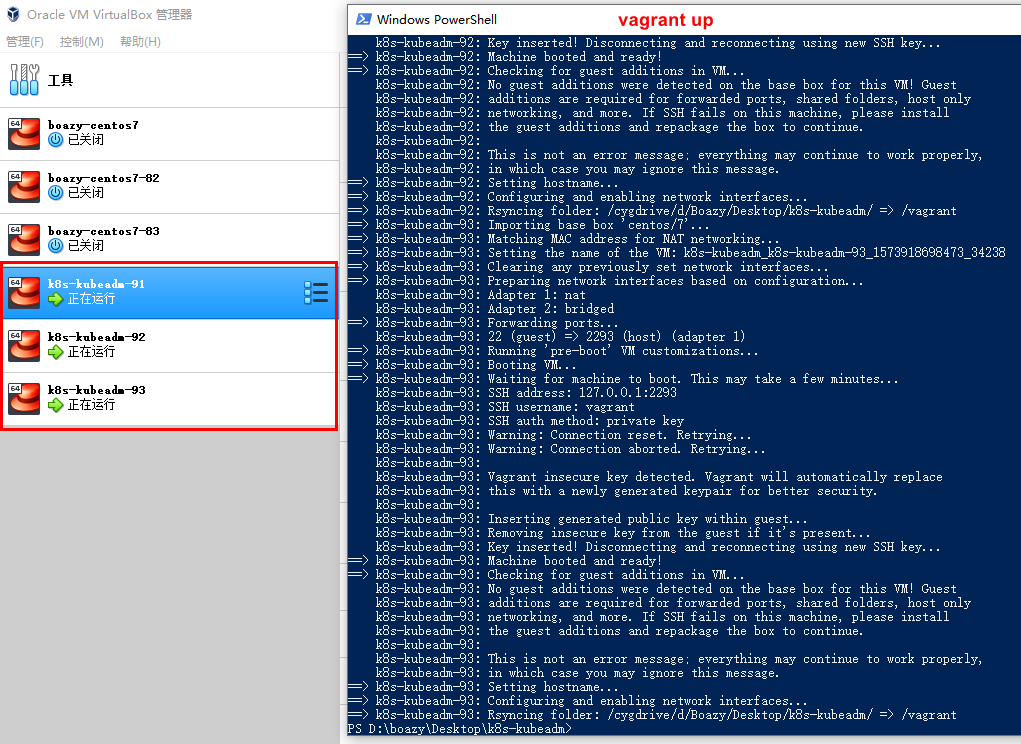 Oracle VM VirtualBox 管理器
管理(F) 控制(M) 帮助(H)
工具
64
boazy-centos7
已关闭
64
boazy-centos7-82
已关闭
64
boazy-centos7-83
已关闭
64
k8s-kubeadm-91
正在运行
64
k8s-kubeadm-92
正在运行
64
k8s-kubeadm-93
正在运行
Windows PowerShell
vagrant up
k8s-kubeadm-92: Key inserted! Disconnecting and reconnecting using new SSH key...
==> k8s-kubeadm-92: Machine booted and ready!
==> k8s-kubeadm-92: Checking for guest additions in VM...
k8s-kubeadm-92: No guest additions were detected on the base box for this VM! Guest
k8s-kubeadm-92: additions are required for forwarded ports, shared folders, host only
k8s-kubeadm-92: networking, and more. If SSH fails on this machine, please install
k8s-kubeadm-92: the guest additions and repackage the box to continue.
k8s-kubeadm-92:
k8s-kubeadm-92: This is not an error message; everything may continue to work properly,
k8s-kubeadm-92: in which case you may ignore this message.
==> k8s-kubeadm-92: Setting hostname...
==> k8s-kubeadm-92: Configuring and enabling network interfaces...
==> k8s-kubeadm-92: Rsyncing folder: /cygdrive/d/Boazy/Desktop/k8s-kubeadm/ => /vagrant
==> k8s-kubeadm-93: Importing base box 'centos/7'...
==> k8s-kubeadm-93: Matching MAC address for NAT networking...
==> k8s-kubeadm-93: Setting the name of the VM: k8s-kubeadm_k8s-kubeadm-93_1573918698473_34238
==> k8s-kubeadm-93: Clearing any previously set network interfaces...
==> k8s-kubeadm-93: Preparing network interfaces based on configuration...
k8s-kubeadm-93: Adapter 1: nat
k8s-kubeadm-93: Adapter 2: bridged
==> k8s-kubeadm-93: Forwarding ports...
k8s-kubeadm-93: 22 (guest) => 2293 (host) (adapter 1)
==> k8s-kubeadm-93: Running 'pre-boot' VM customizations...
==> k8s-kubeadm-93: Booting VM...
==> k8s-kubeadm-93: Waiting for machine to boot. This may take a few minutes...
k8s-kubeadm-93: SSH address: 127.0.0.1:2293
k8s-kubeadm-93: SSH username: vagrant
k8s-kubeadm-93: SSH auth method: private key
k8s-kubeadm-93: Warning: Connection reset. Retrying...
k8s-kubeadm-93: Warning: Connection aborted. Retrying...
k8s-kubeadm-93:
k8s-kubeadm-93: Vagrant insecure key detected. Vagrant will automatically replace
k8s-kubeadm-93: this with a newly generated keypair for better security.
k8s-kubeadm-93:
k8s-kubeadm-93: Inserting generated public key within guest...
k8s-kubeadm-93: Removing insecure key from the guest if it's present...
k8s-kubeadm-93: Key inserted! Disconnecting and reconnecting using new SSH key...
==> k8s-kubeadm-93: Machine booted and ready!
==> k8s-kubeadm-93: Checking for guest additions in VM...
k8s-kubeadm-93: No guest additions were detected on the base box for this VM! Guest
k8s-kubeadm-93: additions are required for forwarded ports, shared folders, host only
k8s-kubeadm-93: networking, and more. If SSH fails on this machine, please install
k8s-kubeadm-93: the guest additions and repackage the box to continue.
k8s-kubeadm-93:
k8s-kubeadm-93: This is not an error message; everything may continue to work properly,
k8s-kubeadm-93: in which case you may ignore this message.
==> k8s-kubeadm-93: Setting hostname...
==> k8s-kubeadm-93: Configuring and enabling network interfaces...
==> k8s-kubeadm-93: Rsyncing folder: /cygdrive/d/Boazy/Desktop/k8s-kubeadm/ => /vagrant
PS D:\boazy\Desktop\k8s-kubeadm>